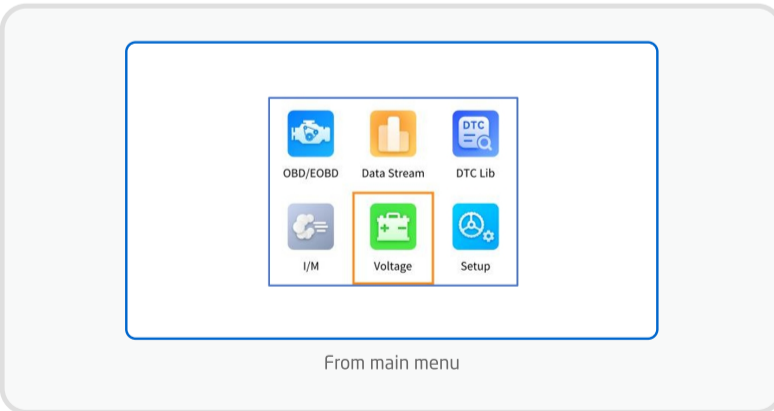 DTC
OBD/EOBD Data Stream DTC Lib
I/M Voltage Setup
From main menu